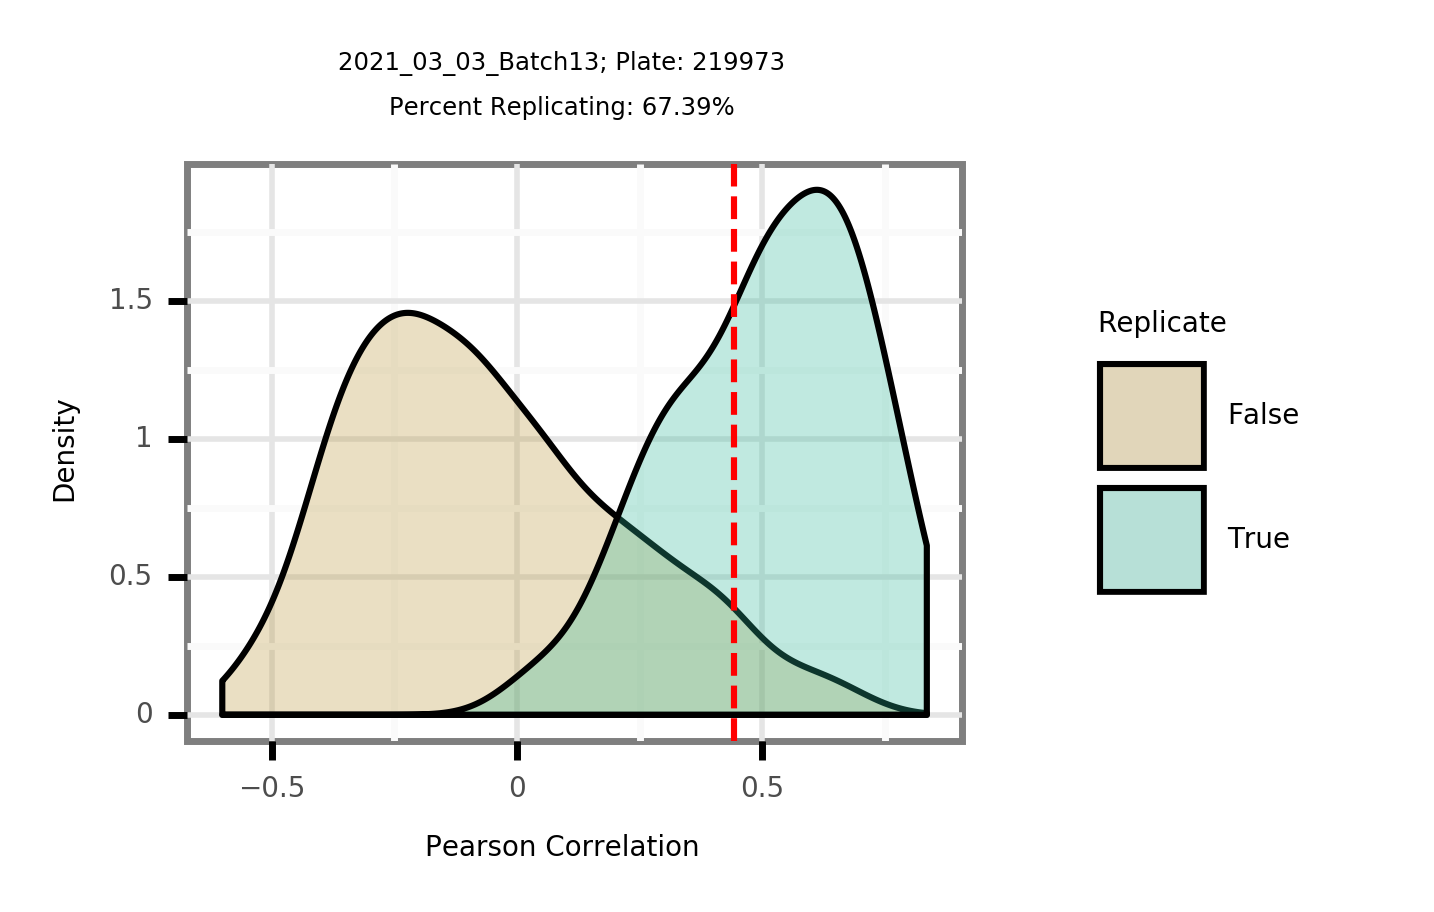 2021_03_03_Batch13; Plate: 219973
Percent Replicating: 67.39%
Density
1.5
1
0.5
0
−0.5 0 0.5
Pearson Correlation
Replicate
False
True